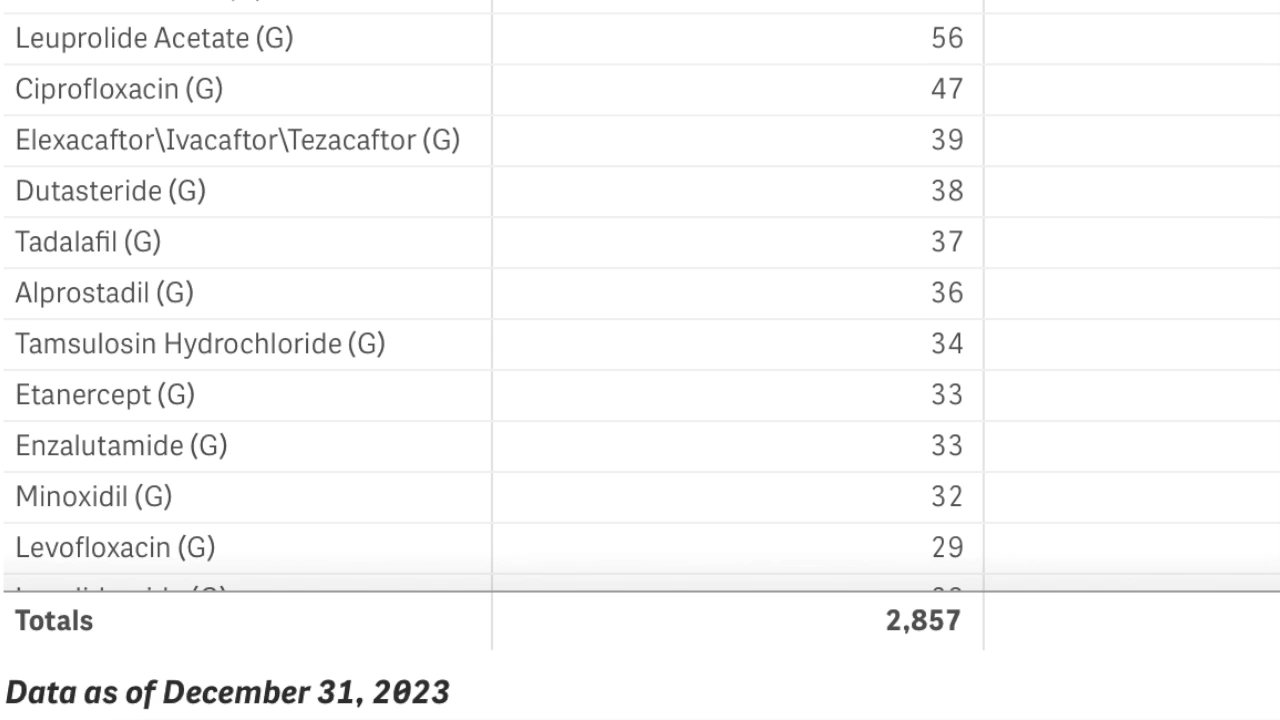 Leuprolide Acetate (G) 56
Ciprofloxacin (G) 47
Elexacaftor\Ivacaftor\Tezacaftor (G) 39
Dutasteride (G) 38
Tadalafil (G) 37
Alprostadil (G) 36
Tamsulosin Hydrochloride (G) 34
Etanercept (G) 33
Enzalutamide (G) 33
Minoxidil (G) 32
Levofloxacin (G) 29
Totals 2,857
Data as of December 31, 2023